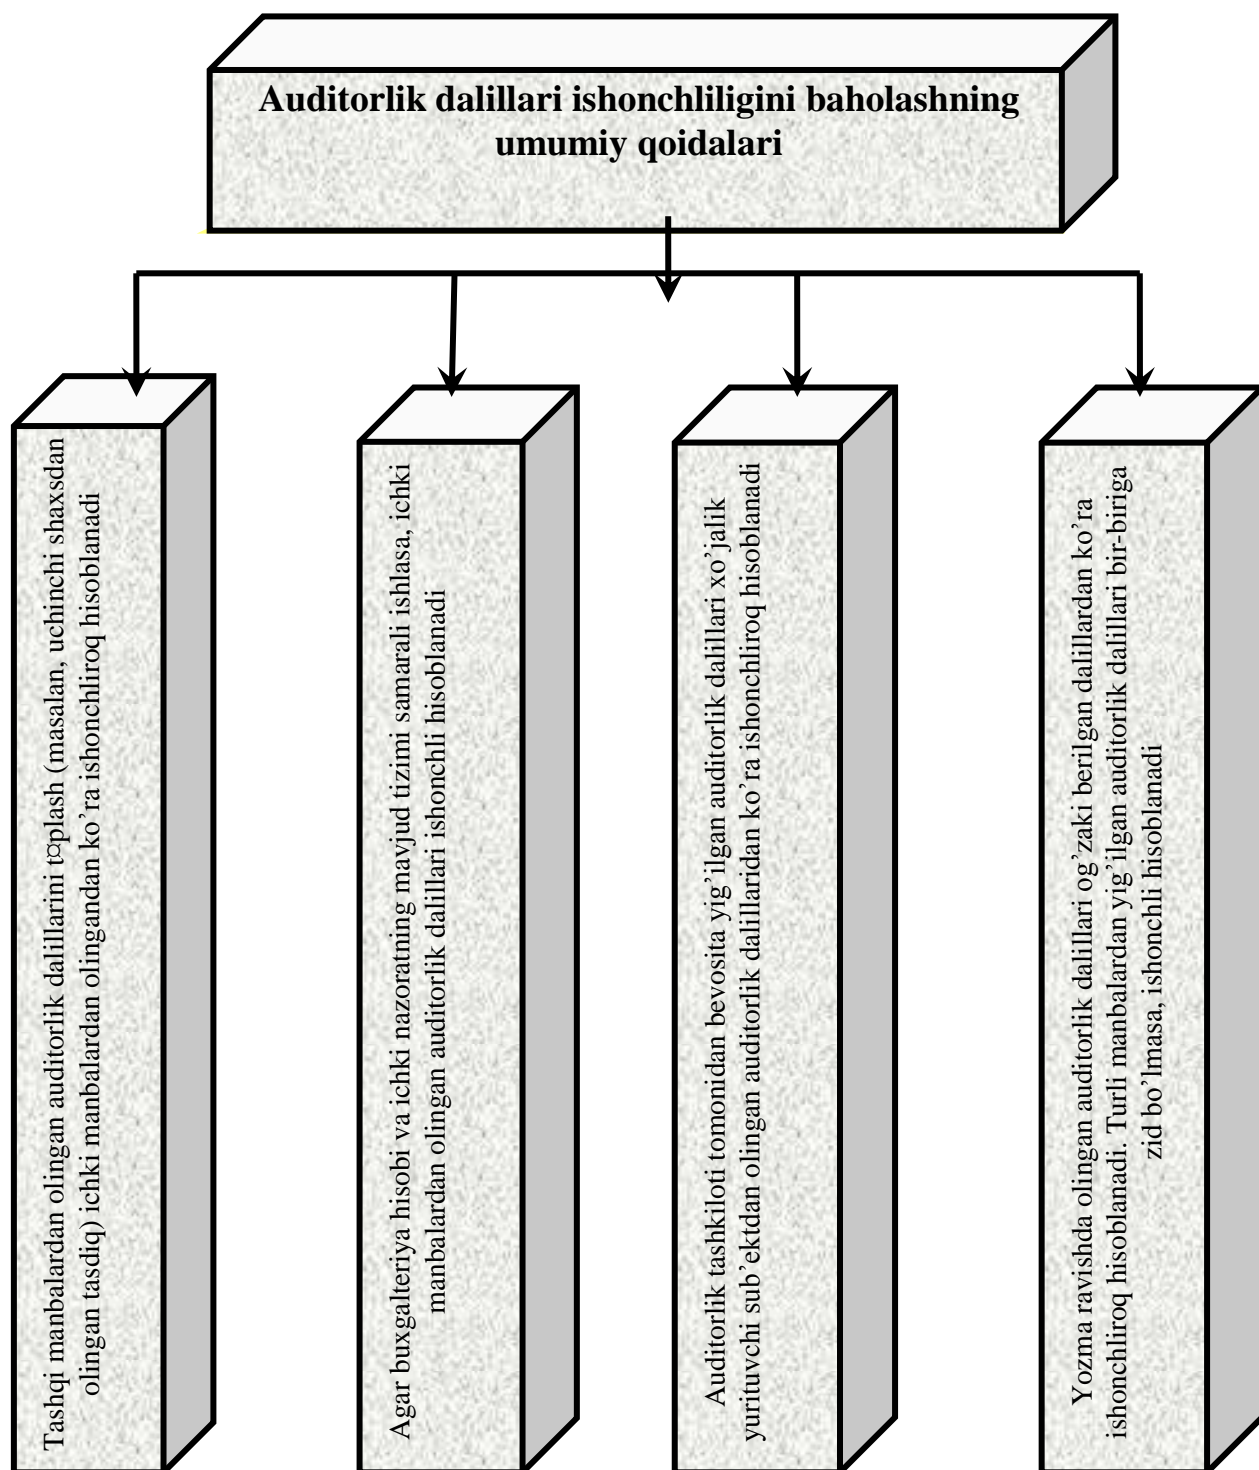 Auditorlik dalillari ishonchliligini baholashning
umumiy qoidalari
Tashqi manbalardan olingan auditorlik dalillarini t¤plash (masalan, uchinchi shaxsdan
olingan tasdiq) ichki manbalardan olingandan ko’ra ishonchliroq hisoblanadi
Agar buxgalteriya hisobi va ichki nazoratning mavjud tizimi samarali ishlasa, ichki
manbalardan olingan auditorlik dalillari ishonchli hisoblanadi
Auditorlik tashkiloti tomonidan bevosita yig’ilgan auditorlik dalillari xo’jalik
yurituvchi sub’ektdan olingan auditorlik dalillaridan ko’ra ishonchliroq hisoblanadi
Yozma ravishda olingan auditorlik dalillari og’zaki berilgan dalillardan ko’ra
ishonchliroq hisoblanadi. Turli manbalardan yig’ilgan auditorlik dalillari bir-biriga
zid bo’lmasa, ishonchli hisoblanadi